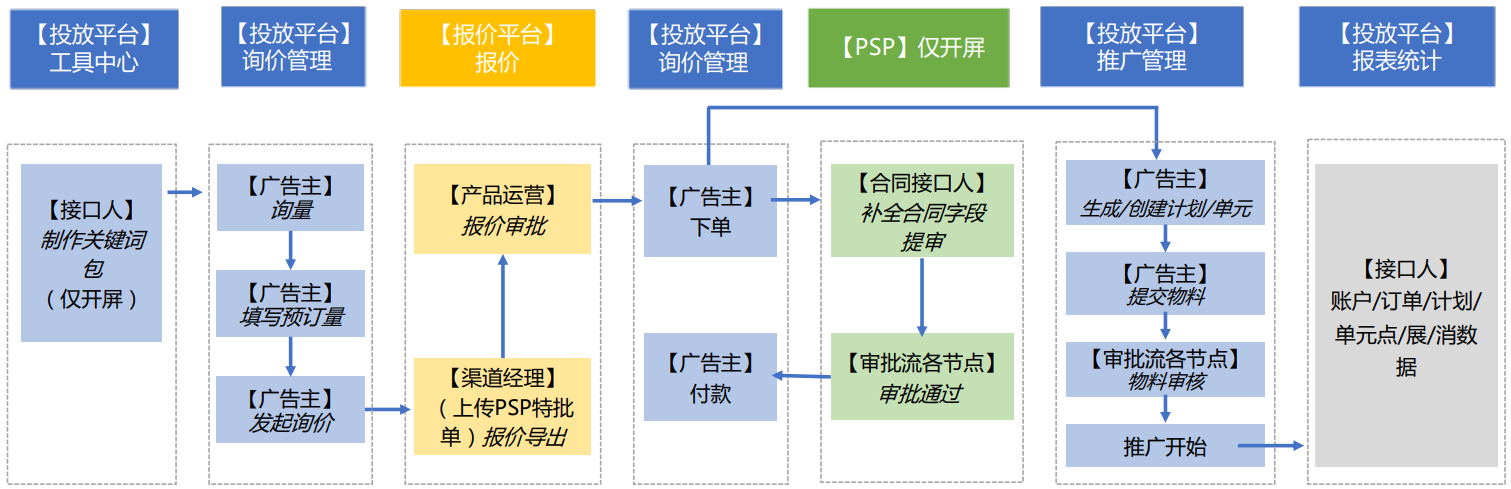 【投放平台】
工具中心
【投放平台】
询价管理
【报价平台】
报价
【投放平台】
询价管理
【PSP】仅开屏
【投放平台】
推广管理
【投放平台】
报表统计
【接口人】
制作关键词
包
（仅开屏）
【广告主】
询量
【广告主】
填写预订量
【广告主】
发起询价
【产品运营】
报价审批
【渠道经理】
（上传PSP特批
单）报价导出
【广告主】
下单
【广告主】
付款
【合同接口人】
补全合同字段
提审
【审批流各节点】
审批通过
【广告主】
生成/创建计划/单元
【广告主】
提交物料
【审批流各节点】
物料审核
推广开始
【接口人】
账户/订单/计划/
单元点/展/消数
据